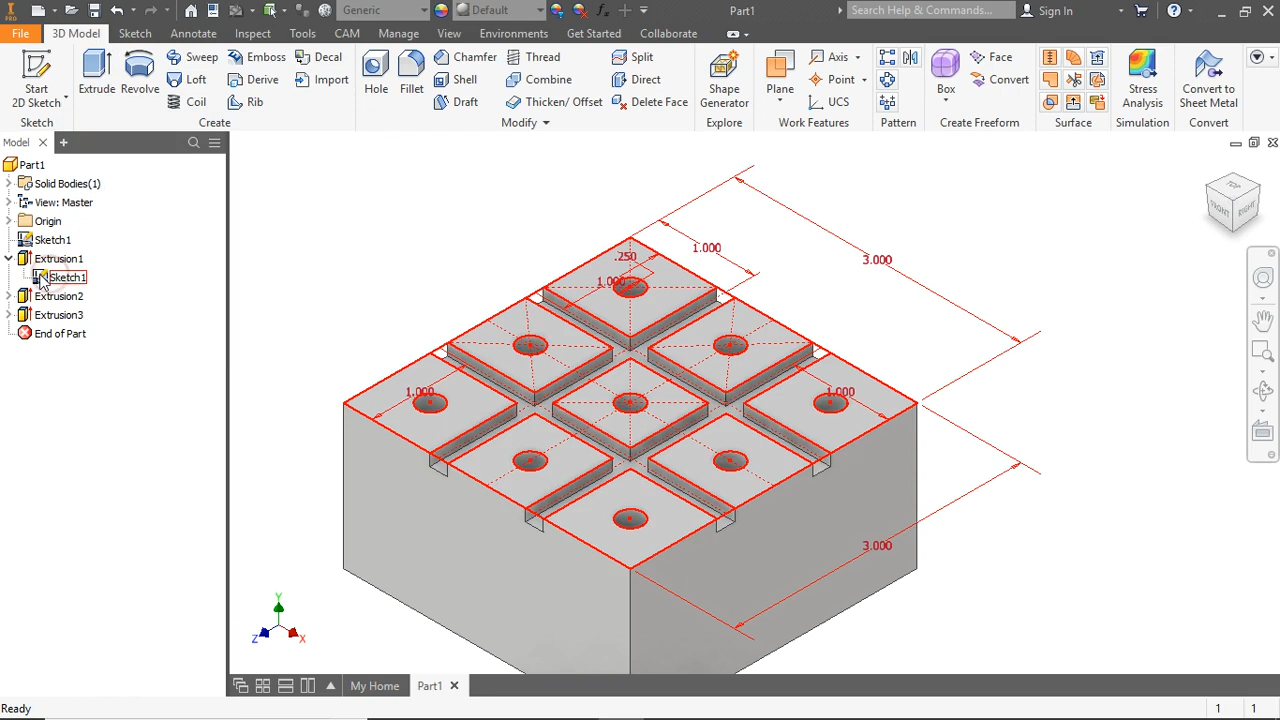 PRO Generic Default Part1 Search Help & Commands... Sign In
File 3D Model Sketch Annotate Inspect Tools CAM Manage View Environments Get Started Collaborate
Start 2D Sketch Extrude Revolve Sweep Emboss Decal Hole Fillet Chamfer Thread Split Shape Generator Plane Axis Box Face Stress Analysis Convert to Sheet Metal
Loft Derive Import Shell Combine Direct Point Convert
Coil Rib Draft Thicken/ Offset Delete Face UCS
Sketch Create Modify Explore Work Features Pattern Create Freeform Surface Simulation Convert
Model
Part1
Solid Bodies(1)
View: Master
Origin
Sketch1
Extrusion1
Sketch1
Extrusion2
Extrusion3
End of Part
TOP
FRONT RIGHT
1.000
.250
3.000
1.000
1.000
1.000
3.000
Y
Z X
My Home Part1
Ready 1 1